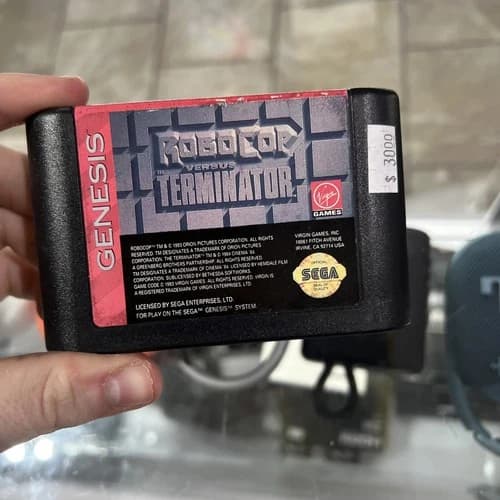 GENESIS
ROBOCOP
VERSUS
THE TERMINATOR
Virgin
GAMES
$ 30.00
ROBOCOP™ TM & © 1993 ORION PICTURES CORPORATION. ALL RIGHTS
RESERVED. TM DESIGNATES A TRADEMARK OF ORION PICTURES
CORPORATION. THE TERMINATOR™ TM & © 1984 CINEMA '84
A GREENBERG BROTHERS PARTNERSHIP. ALL RIGHTS RESERVED.
TM DESIGNATES A TRADEMARK OF CINEMA '84. LICENSED BY HEMDALE FILM
CORPORATION. SUBLICENSED BY BETHESDA SOFTWORKS.
GAME CODE © 1993 VIRGIN GAMES, INC. ALL RIGHTS RESERVED. VIRGIN IS
A REGISTERED TRADEMARK OF VIRGIN ENTERPRISES, LTD.
LICENSED BY SEGA ENTERPRISES, LTD.
FOR PLAY ON THE SEGA™ GENESIS™ SYSTEM.
VIRGIN GAMES, INC.
18061 FITCH AVENUE
IRVINE, CA 92714 USA
OFFICIAL
SEGA
SEAL OF
QUALITY